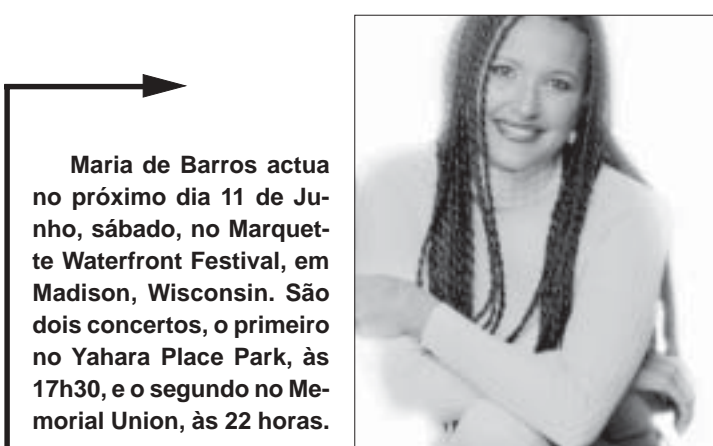 Maria de Barros actua
no próximo dia 11 de Ju-
nho, sábado, no Marquet-
te Waterfront Festival, em
Madison, Wisconsin. São
dois concertos, o primeiro
no Yahara Place Park, às
17h30, e o segundo no Me-
morial Union, às 22 horas.